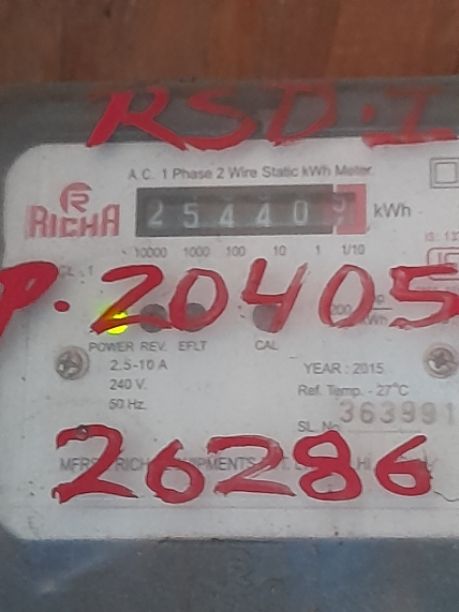 RSD.I
A.C. 1 Phase 2 Wire Static kWh Meter
RICHA
25440 kWh
10000 1000 100 10 1 1/10
P.20405
POWER REV. EFLT CAL
2.5-10 A
240 V.
50 Hz.
YEAR : 2015
Ref. Temp. - 27°C
SL. No. 363991
26286